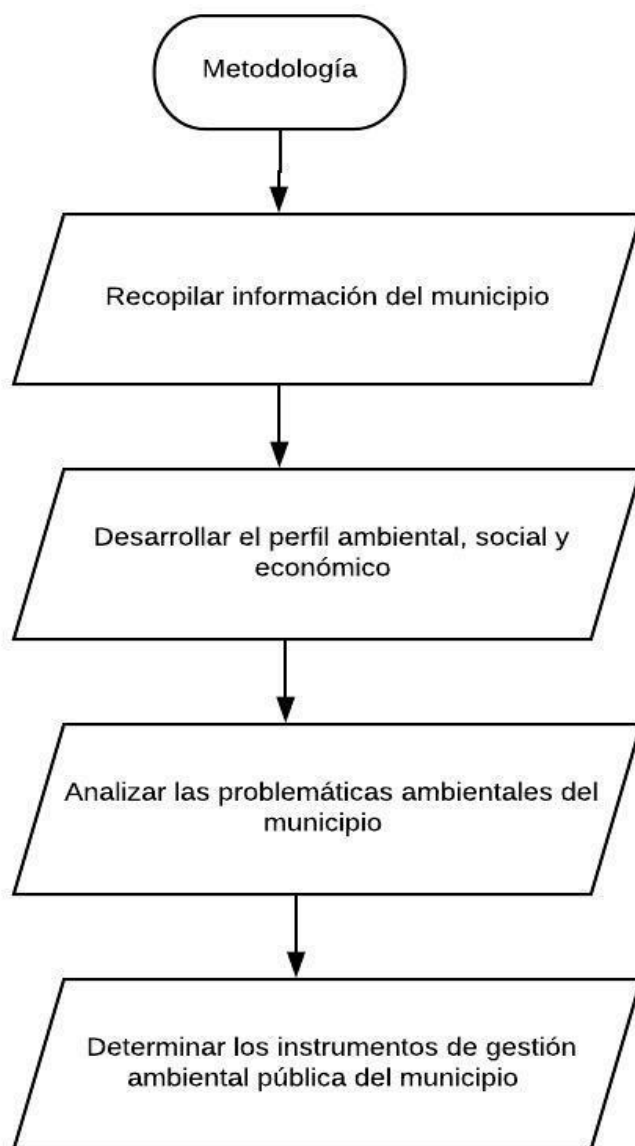 Metodología
Recopilar información del municipio
Desarrollar el perfil ambiental, social y
económico
Analizar las problemáticas ambientales del
municipio
Determinar los instrumentos de gestión
ambiental pública del municipio